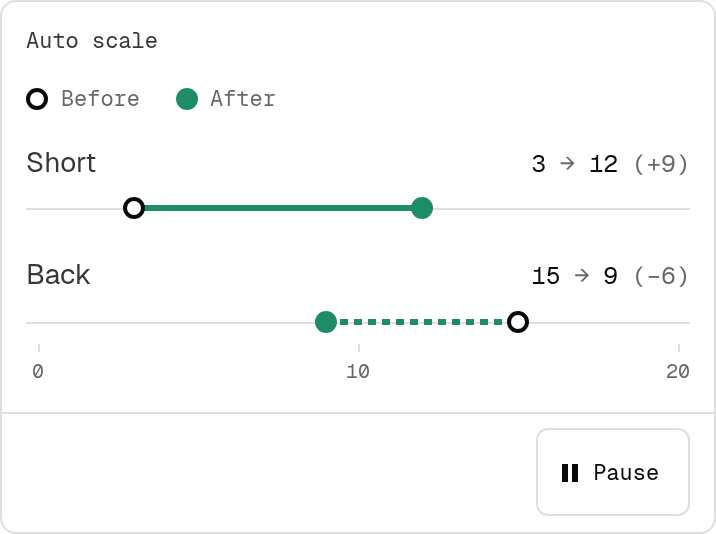 Auto scale
Before After
Short 3 → 12 (+9)
Back 15 → 9 (−6)
0 10 20
Pause